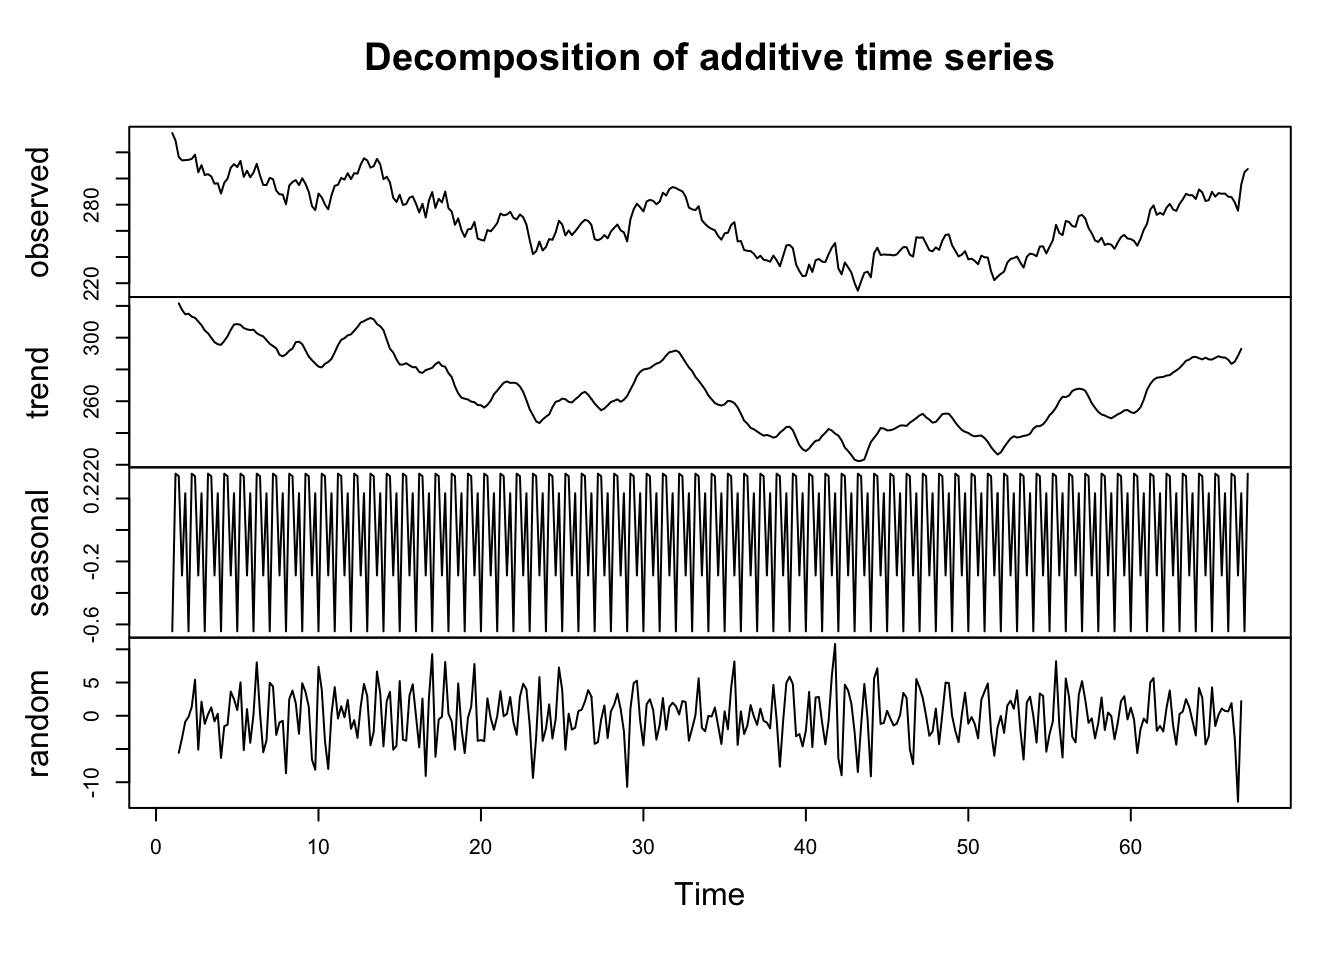 Decomposition of additive time series
observed
220 280
trend
220 260 300
seasonal
-0.6 -0.2 0.2
random
-10 0 5
0 10 20 30 40 50 60
Time